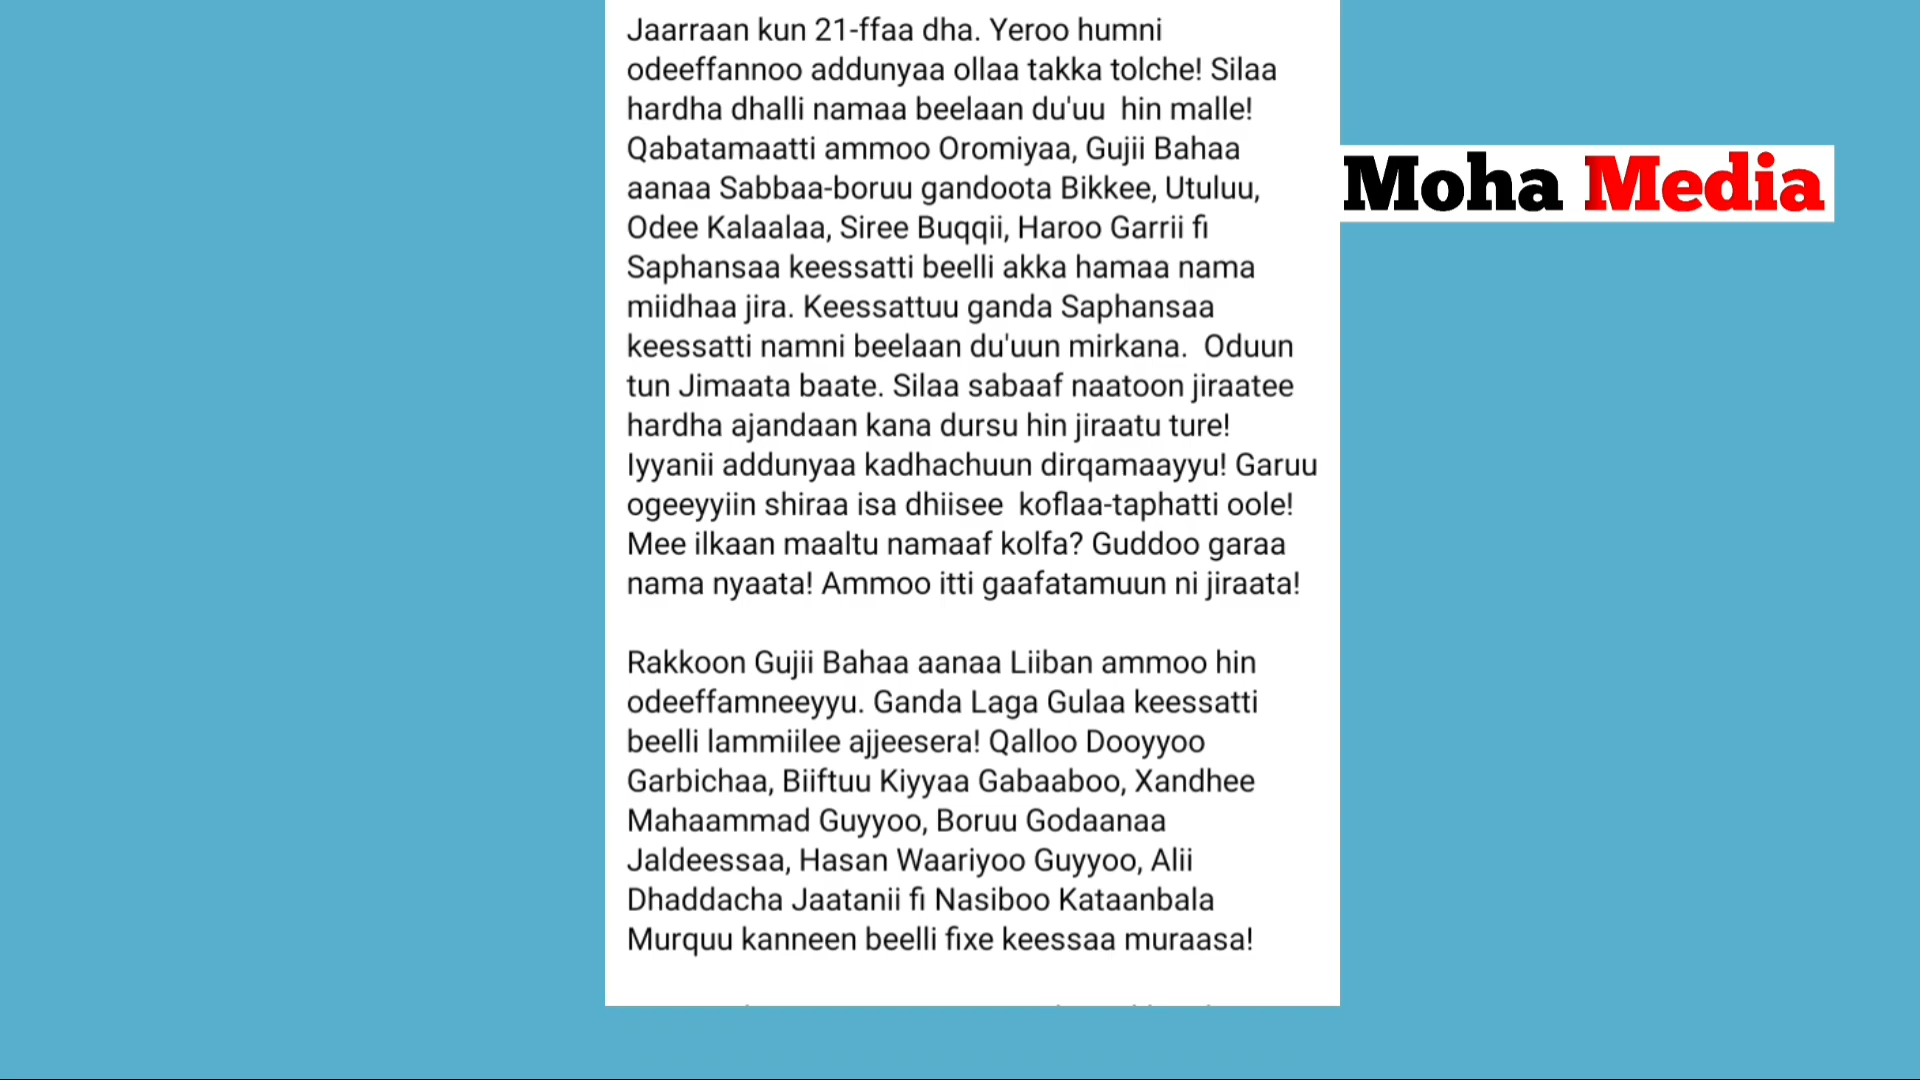 Jaarraan kun 21-ffaa dha. Yeroo humni
odeeffannoo addunyaa ollaa takka tolche! Silaa
hardha dhalli namaa beelaan du'uu  hin malle!
Qabatamaatti ammoo Oromiyaa, Gujii Bahaa
aanaa Sabbaa-boruu gandoota Bikkee, Utuluu,
Odee Kalaalaa, Siree Buqqii, Haroo Garrii fi
Saphansaa keessatti beelli akka hamaa nama
miidhaa jira. Keessattuu ganda Saphansaa
keessatti namni beelaan du'uun mirkana.  Oduun
tun Jimaata baate. Silaa sabaaf naatoon jiraatee
hardha ajandaan kana dursu hin jiraatu ture!
Iyyanii addunyaa kadhachuun dirqamaayyu! Garuu
ogeeyyiin shiraa isa dhiisee  koflaa-taphatti oole!
Mee ilkaan maaltu namaaf kolfa? Guddoo garaa
nama nyaata! Ammoo itti gaafatamuun ni jiraata!
Rakkoon Gujii Bahaa aanaa Liiban ammoo hin
odeeffamneeyyu. Ganda Laga Gulaa keessatti
beelli lammiilee ajjeesera! Qalloo Dooyyoo
Garbichaa, Biiftuu Kiyyaa Gabaaboo, Xandhee
Mahaammad Guyyoo, Boruu Godaanaa
Jaldeessaa, Hasan Waariyoo Guyyoo, Alii
Dhaddacha Jaatanii fi Nasiboo Kataanbala
Murquu kanneen beelli fixe keessaa muraasa!
Moha Media